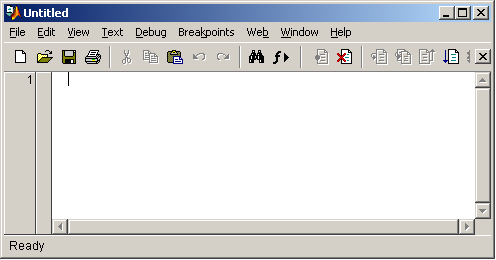 Untitled
File Edit View Text Debug Breakpoints Web Window Help
1
Ready